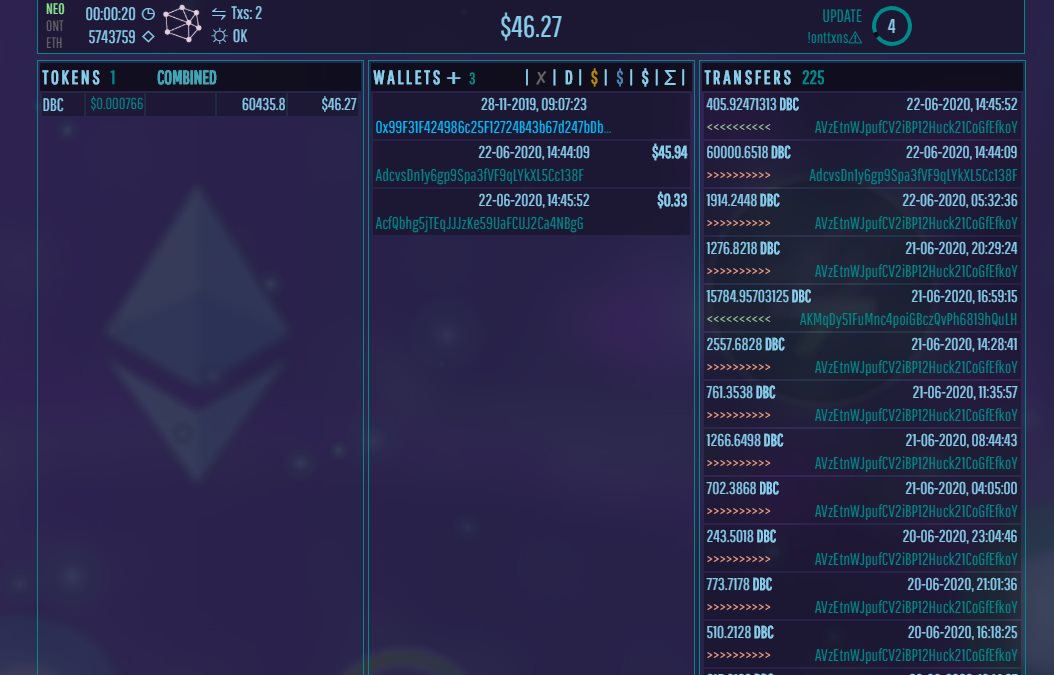 NEO
ONT
ETH
00:00:20
5743759
Txs: 2
OK
$46.27
UPDATE
!onttxns
4
TOKENS 1 COMBINED
DBC $0.000766 60435.8 $46.27
WALLETS + 3 | X | D | $ | $ | $ | Σ |
28-11-2019, 09:07:23
0x99F31F424986c25F12724B43b67d247bDb...
22-06-2020, 14:44:09 $45.94
AdcvsDn1y6gp9Spa3fVF9qLYkXL5Cc138F
22-06-2020, 14:45:52 $0.33
AcfQbhg5jTEqJJJzKe59UaFCUJ2Ca4NBgG
TRANSFERS 225
405.92471313 DBC 22-06-2020, 14:45:52
<<<<<<<<<< AVzEtnWJpufCV2iBP12Huck21CoGfEfkoY
60000.6518 DBC 22-06-2020, 14:44:09
>>>>>>>>>> AdcvsDn1y6gp9Spa3fVF9qLYkXL5Cc138F
1914.2448 DBC 22-06-2020, 05:32:36
>>>>>>>>>> AVzEtnWJpufCV2iBP12Huck21CoGfEfkoY
1276.8218 DBC 21-06-2020, 20:29:24
>>>>>>>>>> AVzEtnWJpufCV2iBP12Huck21CoGfEfkoY
15784.95703125 DBC 21-06-2020, 16:59:15
<<<<<<<<<< AKMqDy51FuMnc4poiGBczQvPh6819hQuLH
2557.6828 DBC 21-06-2020, 14:28:41
>>>>>>>>>> AVzEtnWJpufCV2iBP12Huck21CoGfEfkoY
761.3538 DBC 21-06-2020, 11:35:57
>>>>>>>>>> AVzEtnWJpufCV2iBP12Huck21CoGfEfkoY
1266.6498 DBC 21-06-2020, 08:44:43
>>>>>>>>>> AVzEtnWJpufCV2iBP12Huck21CoGfEfkoY
702.3868 DBC 21-06-2020, 04:05:00
>>>>>>>>>> AVzEtnWJpufCV2iBP12Huck21CoGfEfkoY
243.5018 DBC 20-06-2020, 23:04:46
>>>>>>>>>> AVzEtnWJpufCV2iBP12Huck21CoGfEfkoY
773.7178 DBC 20-06-2020, 21:01:36
>>>>>>>>>> AVzEtnWJpufCV2iBP12Huck21CoGfEfkoY
510.2128 DBC 20-06-2020, 16:18:25
>>>>>>>>>> AVzEtnWJpufCV2iBP12Huck21CoGfEfkoY